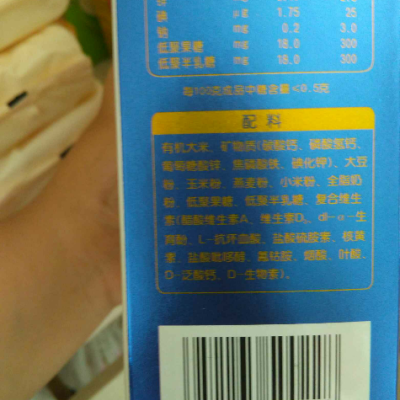 碘 μg 1.75 25
mg 0.2 3.0
低聚果糖 mg 18.0 300
低聚半乳糖 mg 18.0 300
每100克成品中糖含量<0.5克
配料
有机大米、矿物质(碳酸钙、磷酸氢钙、
葡萄糖酸锌、焦磷酸铁、碘化钾)、大豆
粉、玉米粉、燕麦粉、小米粉、全脂奶
粉、低聚果糖、低聚半乳糖、复合维生
素(醋酸维生素A、维生素D₃、dl-α-生
育酚、L-抗坏血酸、盐酸硫胺素、核黄
素、盐酸吡哆醇、氰钴胺、烟酸、叶酸、
D-泛酸钙、D-生物素)。